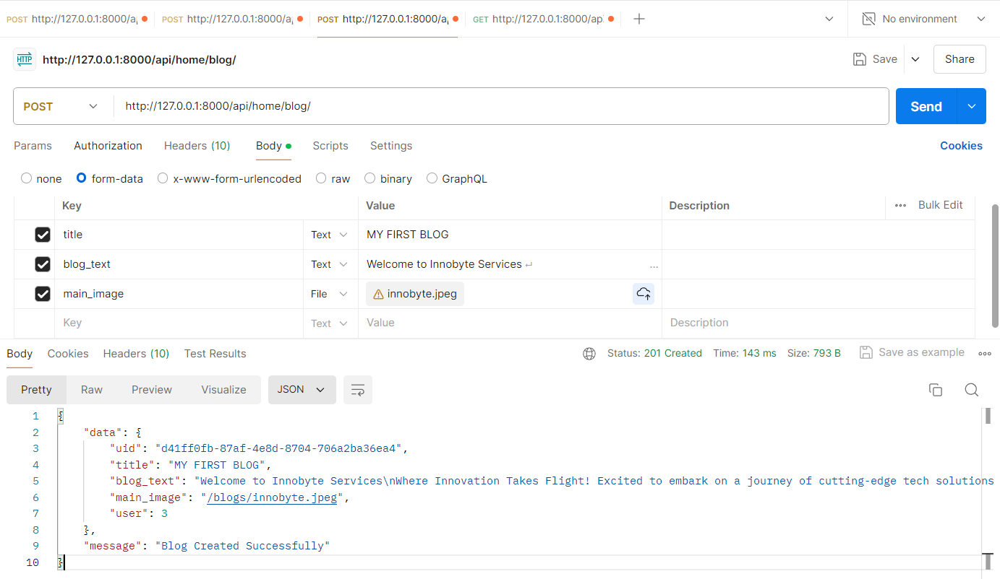 POST http://127.0.0.1:8000/a POST http://127.0.0.1:8000/a POST http://127.0.0.1:8000/a GET http://127.0.0.1:8000/ap No environment
HTTP http://127.0.0.1:8000/api/home/blog/ Save Share
POST http://127.0.0.1:8000/api/home/blog/ Send
Params Authorization Headers (10) Body Scripts Settings Cookies
none form-data x-www-form-urlencoded raw binary GraphQL
Key Value Description ••• Bulk Edit
title Text MY FIRST BLOG
blog_text Text Welcome to Innobyte Services ↵ ...
main_image File innobyte.jpeg
Key Text Value Description
Body Cookies Headers (10) Test Results Status: 201 Created Time: 143 ms Size: 793 B Save as example •••
Pretty Raw Preview Visualize JSON
1 {
2 "data": {
3 "uid": "d41ff0fb-87af-4e8d-8704-706a2ba36ea4",
4 "title": "MY FIRST BLOG",
5 "blog_text": "Welcome to Innobyte Services\nWhere Innovation Takes Flight! Excited to embark on a journey of cutting-edge tech solutions
6 "main_image": "/blogs/innobyte.jpeg",
7 "user": 3
8 },
9 "message": "Blog Created Successfully"
10 }